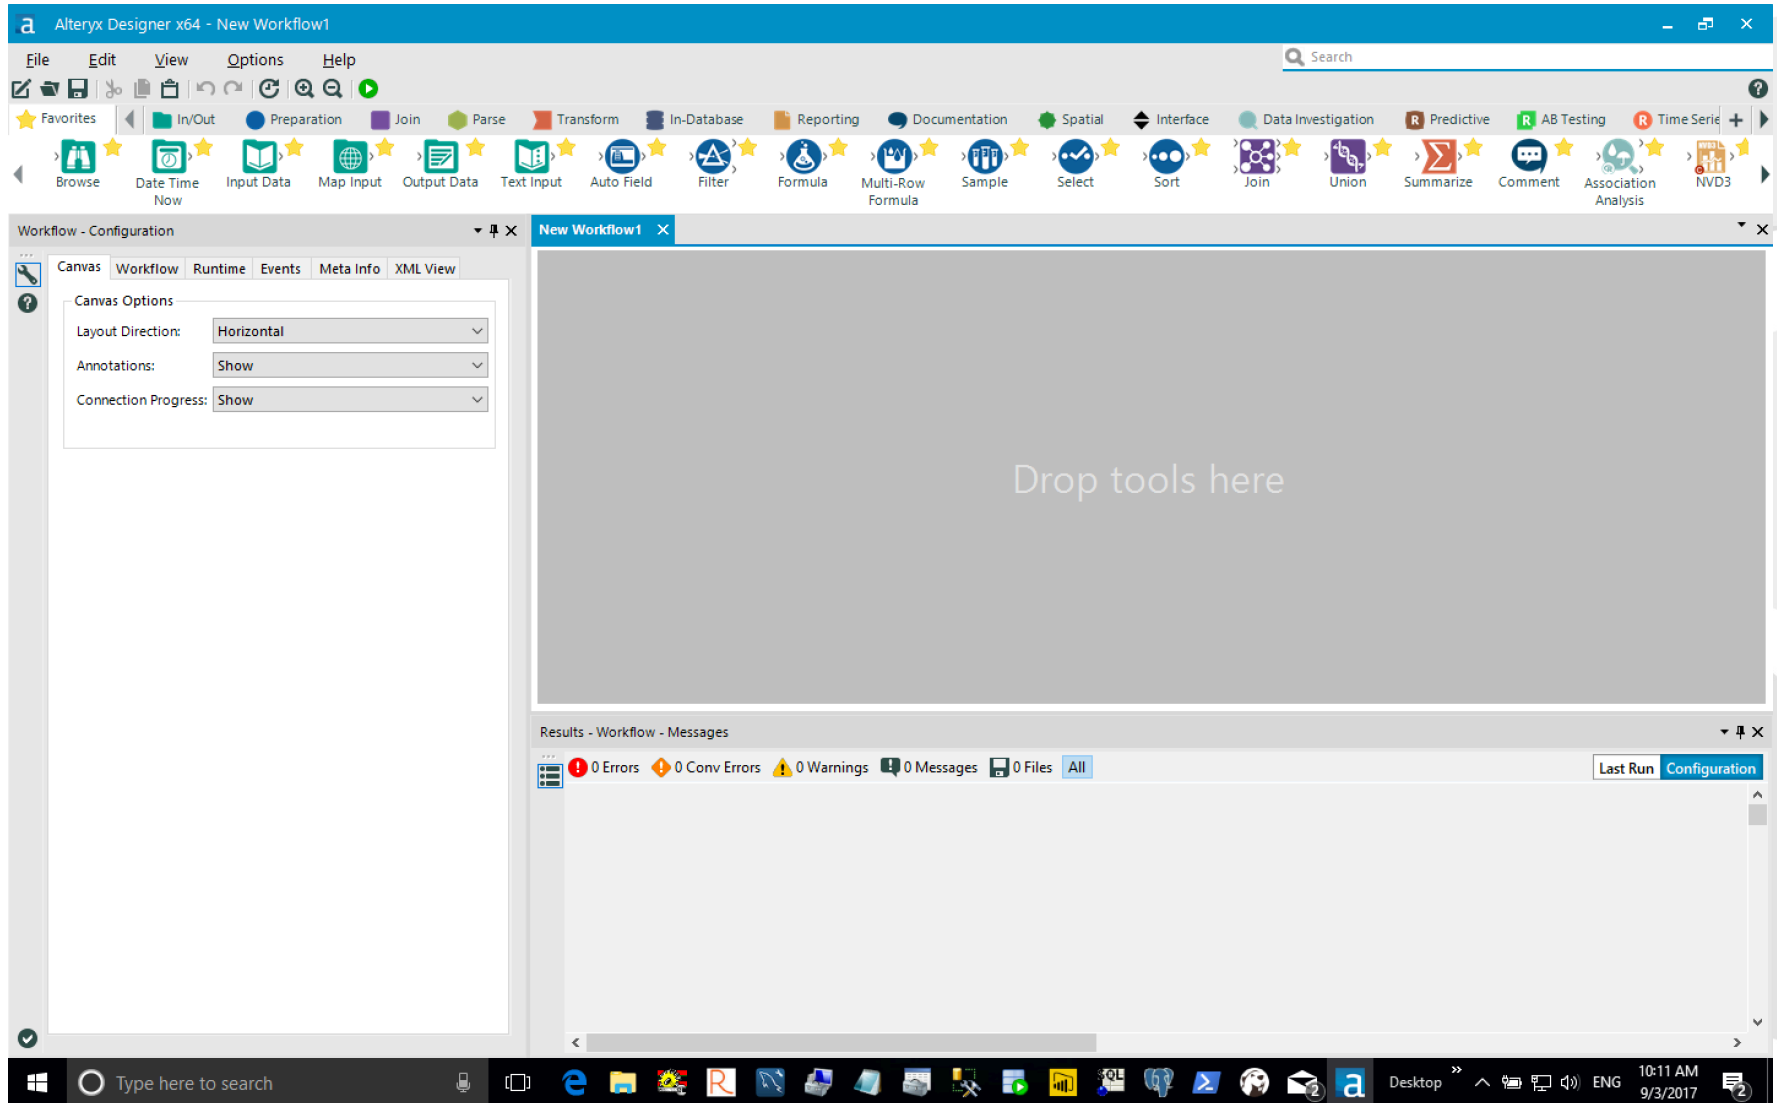 a Alteryx Designer x64 - New Workflow1
File Edit View Options Help
Search
Favorites In/Out Preparation Join Parse Transform In-Database Reporting Documentation Spatial Interface Data Investigation R Predictive R AB Testing R Time Serie
Browse Date Time Now Input Data Map Input Output Data Text Input Auto Field Filter Formula Multi-Row Formula Sample Select Sort Join Union Summarize Comment Association Analysis NVD3
Workflow - Configuration
New Workflow1
Canvas Workflow Runtime Events Meta Info XML View
Canvas Options
Layout Direction: Horizontal
Annotations: Show
Connection Progress: Show
Drop tools here
Results - Workflow - Messages
0 Errors 0 Conv Errors 0 Warnings 0 Messages 0 Files All
Last Run Configuration
Type here to search
Desktop
ENG
10:11 AM
9/3/2017
2
2